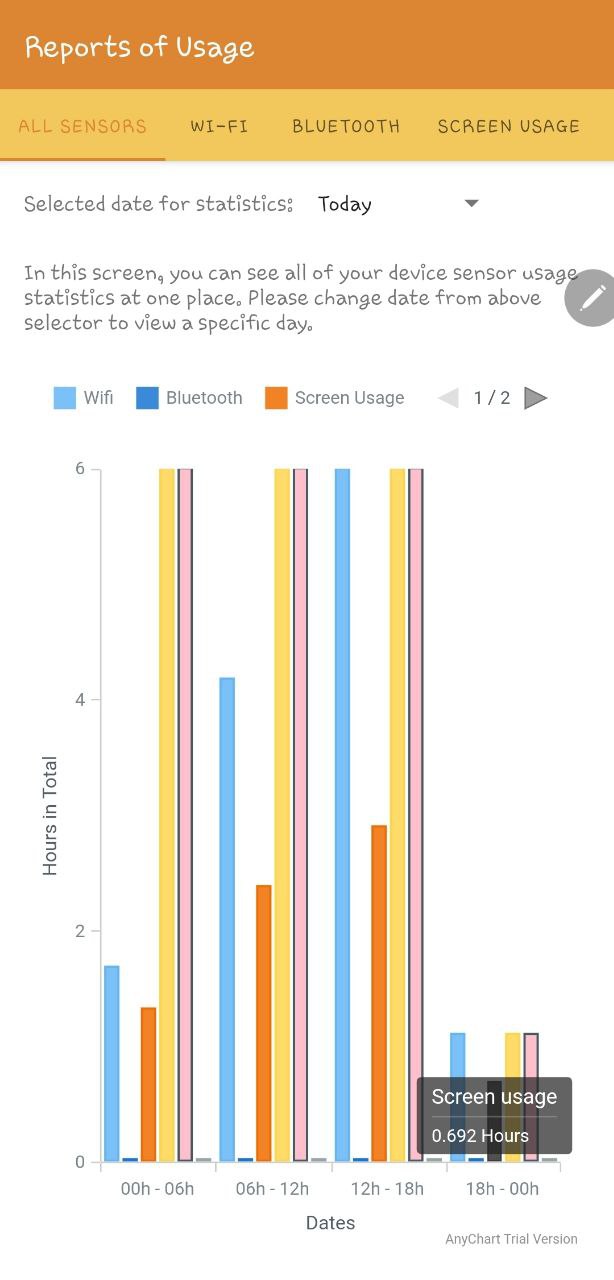 Reports of Usage
ALL SENSORS WI-FI BLUETOOTH SCREEN USAGE
Selected date for statistics: Today
In this screen, you can see all of your device sensor usage
statistics at one place. Please change date from above
selector to view a specific day.
Wifi Bluetooth Screen Usage 1 / 2
6
4
2
0
Hours in Total
Screen usage
0.692 Hours
00h - 06h 06h - 12h 12h - 18h 18h - 00h
Dates
AnyChart Trial Version